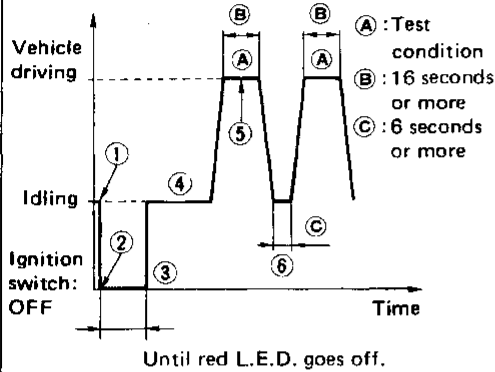 Vehicle
driving
Idling
Ignition
switch:
OFF
Ⓑ Ⓑ
Ⓐ Ⓐ
①
②
③
④
⑤
⑥
Ⓒ
Time
Until red L.E.D. goes off.
Ⓐ : Test
condition
Ⓑ : 16 seconds
or more
Ⓒ : 6 seconds
or more